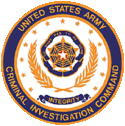 UNITED STATES ARMY
INTEGRITY
CRIMINAL INVESTIGATION COMMAND